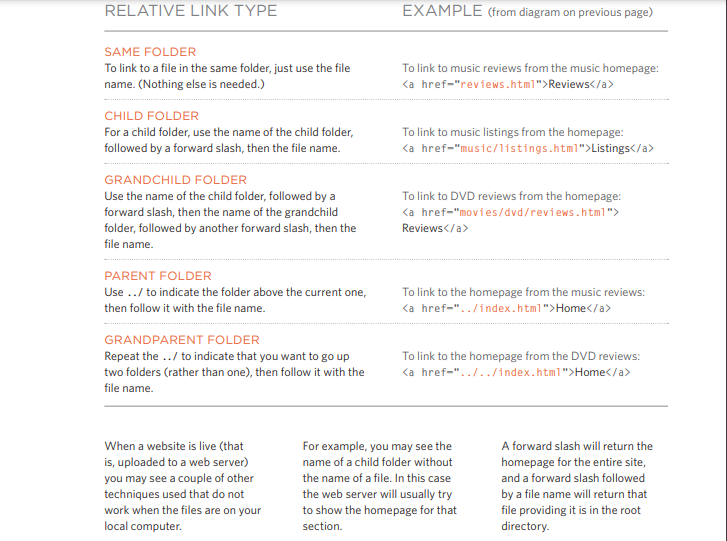 RELATIVE LINK TYPE
EXAMPLE (from diagram on previous page)
SAME FOLDER
To link to a file in the same folder, just use the file
name. (Nothing else is needed.)
To link to music reviews from the music homepage:
<a href="reviews.html">Reviews</a>
CHILD FOLDER
For a child folder, use the name of the child folder,
followed by a forward slash, then the file name.
To link to music listings from the homepage:
<a href="music/listings.html">Listings</a>
GRANDCHILD FOLDER
Use the name of the child folder, followed by a
forward slash, then the name of the grandchild
folder, followed by another forward slash, then the
file name.
To link to DVD reviews from the homepage:
<a href="movies/dvd/reviews.html">
Reviews</a>
PARENT FOLDER
Use ../ to indicate the folder above the current one,
then follow it with the file name.
To link to the homepage from the music reviews:
<a href="../index.html">Home</a>
GRANDPARENT FOLDER
Repeat the ../ to indicate that you want to go up
two folders (rather than one), then follow it with the
file name.
To link to the homepage from the DVD reviews:
<a href="../../index.html">Home</a>
When a website is live (that
is, uploaded to a web server)
you may see a couple of other
techniques used that do not
work when the files are on your
local computer.
For example, you may see the
name of a child folder without
the name of a file. In this case
the web server will usually try
to show the homepage for that
section.
A forward slash will return the
homepage for the entire site,
and a forward slash followed
by a file name will return that
file providing it is in the root
directory.